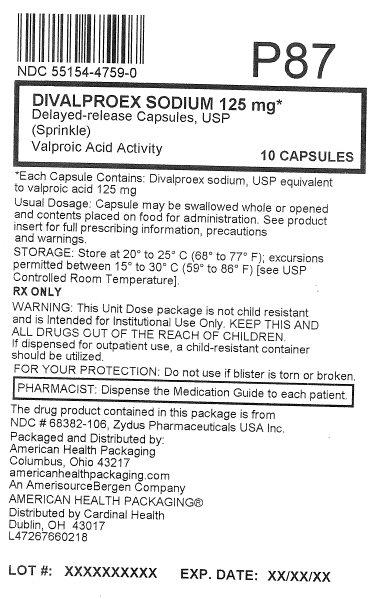 P87
NDC 55154-4759-0
DIVALPROEX SODIUM 125 mg*
Delayed-release Capsules, USP
(Sprinkle)
Valproic Acid Activity 10 CAPSULES
*Each Capsule Contains: Divalproex sodium, USP equivalent
to valproic acid 125 mg
Usual Dosage: Capsule may be swallowed whole or opened
and contents placed on food for administration. See product
insert for full prescribing information, precautions
and warnings.
STORAGE: Store at 20° to 25° C (68° to 77° F); excursions
permitted between 15° to 30° C (59° to 86° F) [see USP
Controlled Room Temperature].
RX ONLY
WARNING: This Unit Dose package is not child resistant
and is Intended for Institutional Use Only. KEEP THIS AND
ALL DRUGS OUT OF THE REACH OF CHILDREN.
If dispensed for outpatient use, a child-resistant container
should be utilized.
FOR YOUR PROTECTION: Do not use if blister is torn or broken.
PHARMACIST: Dispense the Medication Guide to each patient.
The drug product contained in this package is from
NDC # 68382-106, Zydus Pharmaceuticals USA Inc.
Packaged and Distributed by:
American Health Packaging
Columbus, Ohio 43217
americanhealthpackaging.com
An AmerisourceBergen Company
AMERICAN HEALTH PACKAGING®
Distributed by Cardinal Health
Dublin, OH 43017
L47267660218
LOT #: XXXXXXXXXX EXP. DATE: XX/XX/XX